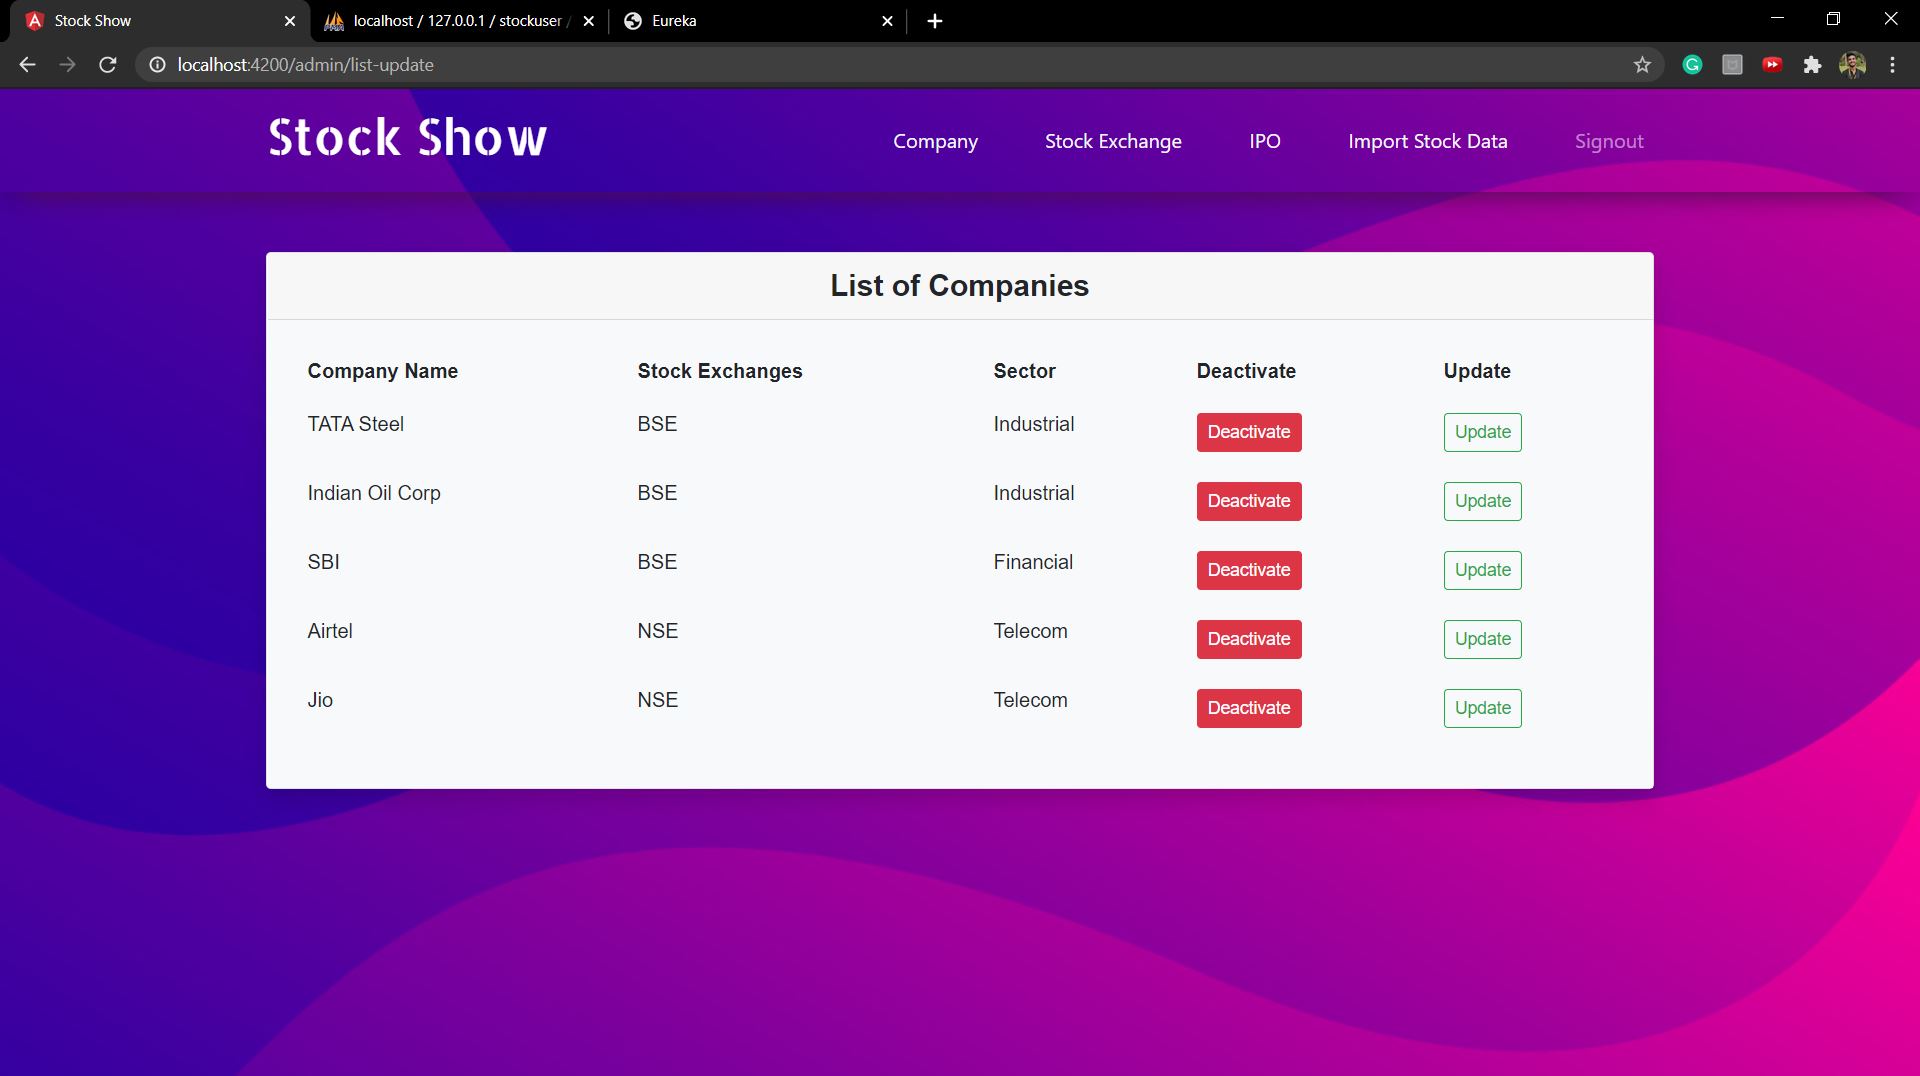 Stock Show
localhost / 127.0.0.1 / stockuser /
Eureka
localhost:4200/admin/list-update
Stock Show
Company Stock Exchange IPO Import Stock Data Signout
List of Companies
Company Name Stock Exchanges Sector Deactivate Update
TATA Steel BSE Industrial Deactivate Update
Indian Oil Corp BSE Industrial Deactivate Update
SBI BSE Financial Deactivate Update
Airtel NSE Telecom Deactivate Update
Jio NSE Telecom Deactivate Update